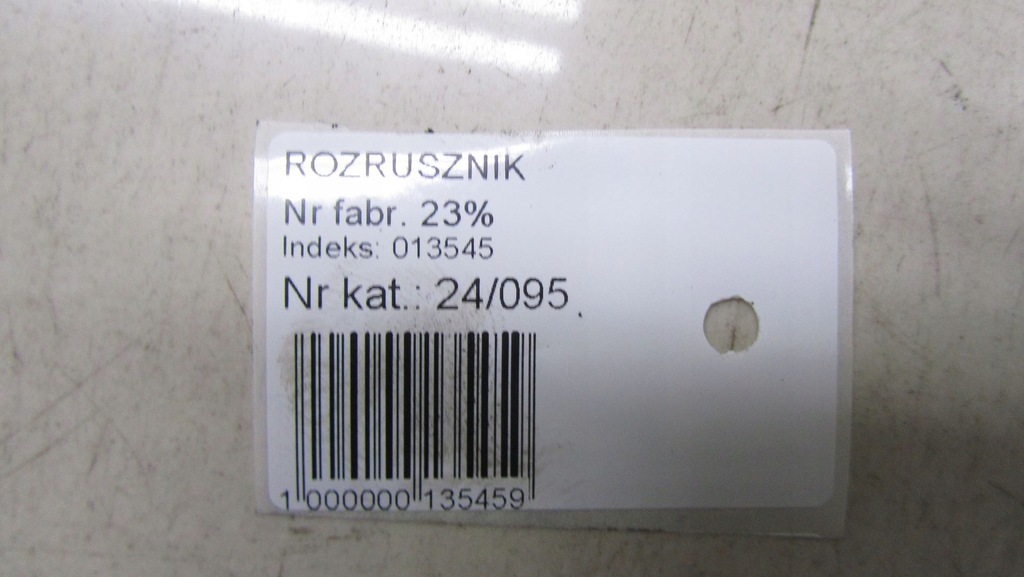 ROZRUSZNIK
Nr fabr. 23%
Indeks: 013545
Nr kat.: 24/095
1 000000 135459